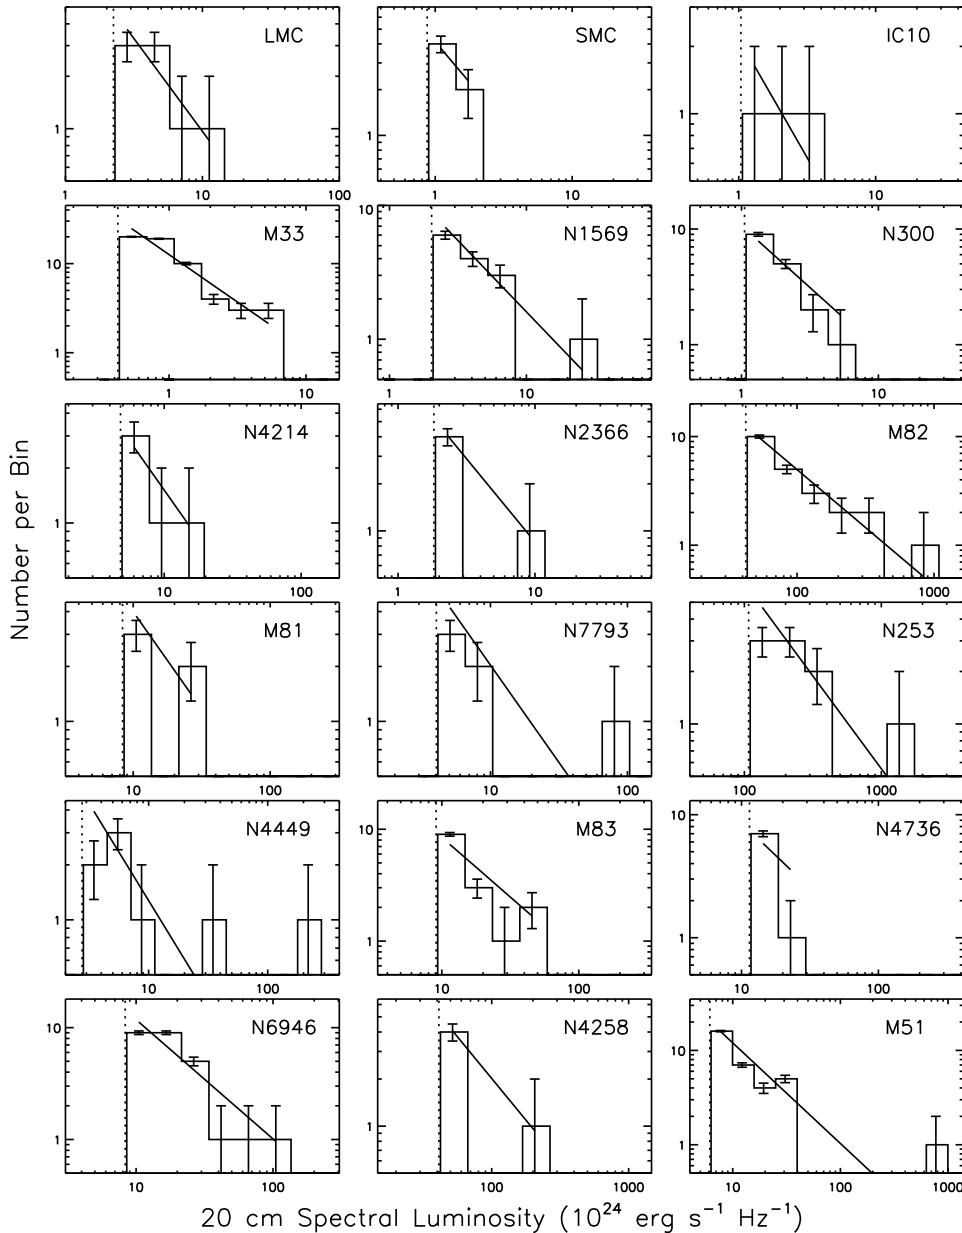 LMC
1
1 10 100
SMC
1
1 10
IC10
1
1 10
M33
10
1
1 10
N1569
10
1
1 10
N300
10
1
1 10
Number per Bin
N4214
1
10 100
N2366
1
1 10
M82
10
1
100 1000
M81
1
10 100
N7793
1
10 100
N253
1
100 1000
N4449
1
10 100
M83
10
1
10 100
N4736
10
1
10 100
N6946
10
1
10 100
N4258
1
100 1000
M51
10
1
10 100 1000
20 cm Spectral Luminosity (10²⁴ erg s⁻¹ Hz⁻¹)